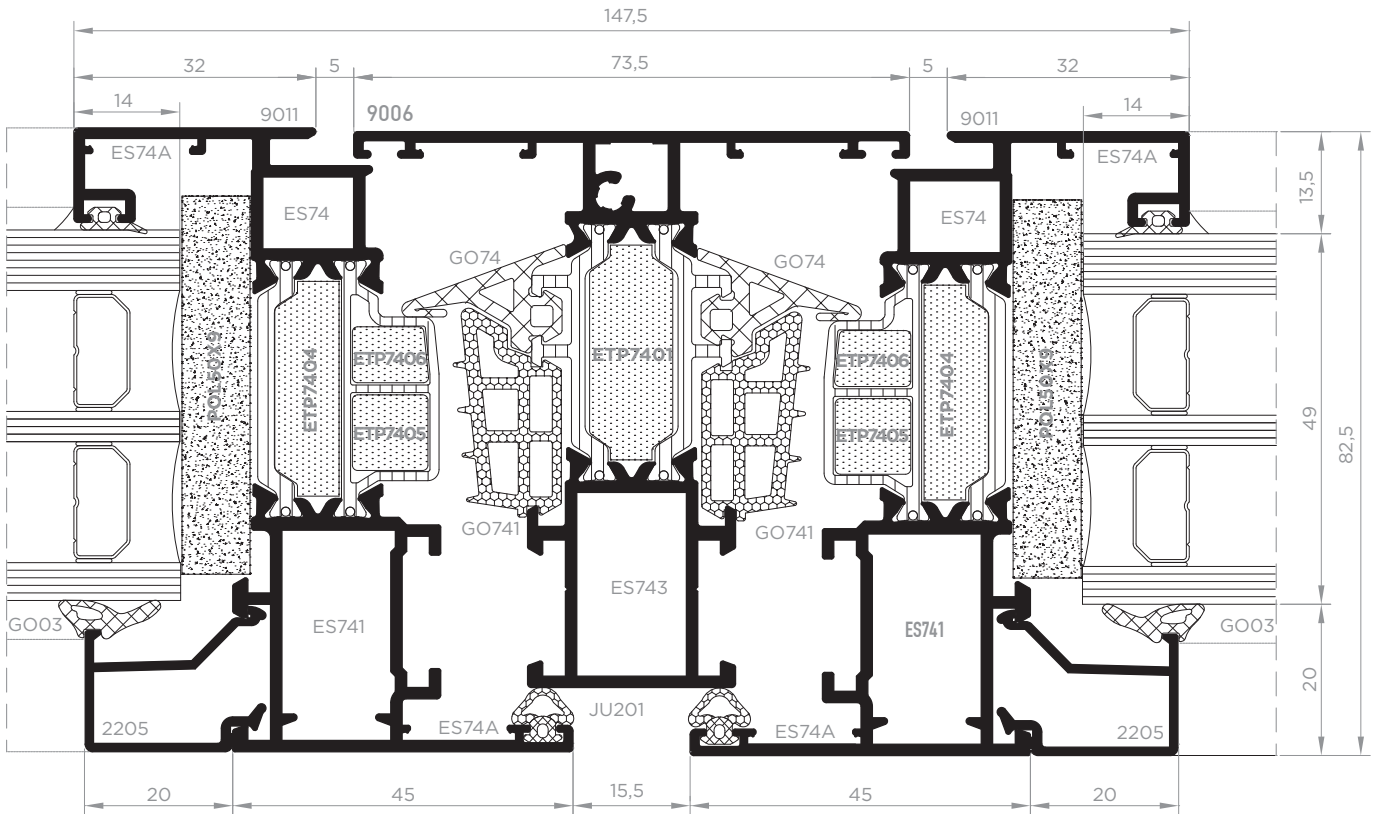 147,5
32 5 73,5 5 32
14 14
9011 9006 9011
ES74A ES74A
13,5
ES74 ES74
GO74 GO74
POL50X9 ETP7404 ETP7406 ETP7401 ETP7406 ETP7404 POL50X9
49
82,5
ETP7405 ETP7405
GO741 GO741
ES743
GO03 ES741 ES741 GO03
20
JU201
2205 ES74A ES74A 2205
20 45 15,5 45 20